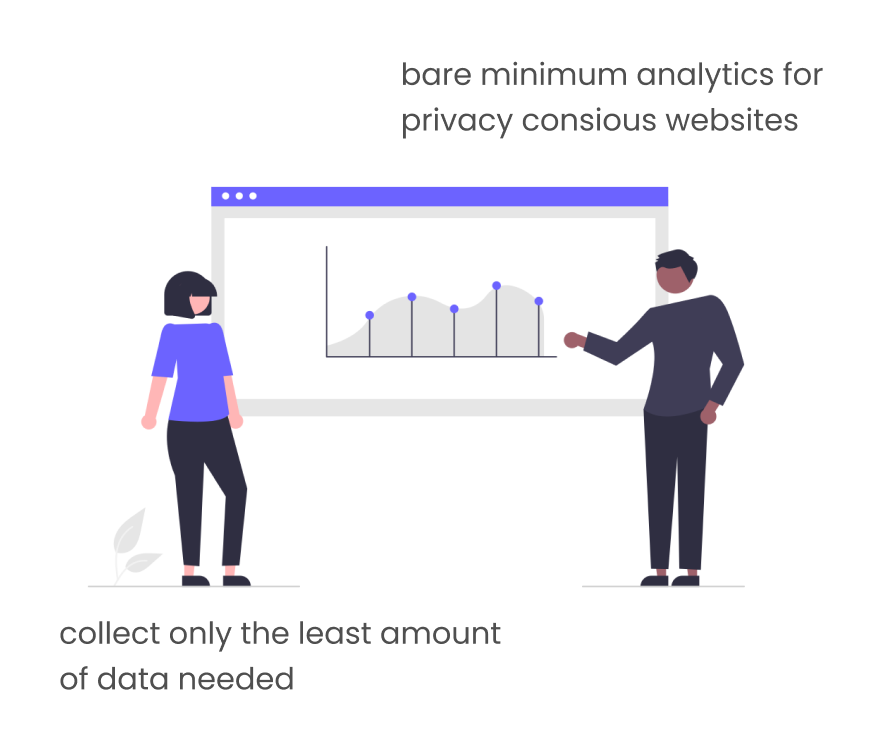 bare minimum analytics for
privacy consious websites
collect only the least amount
of data needed